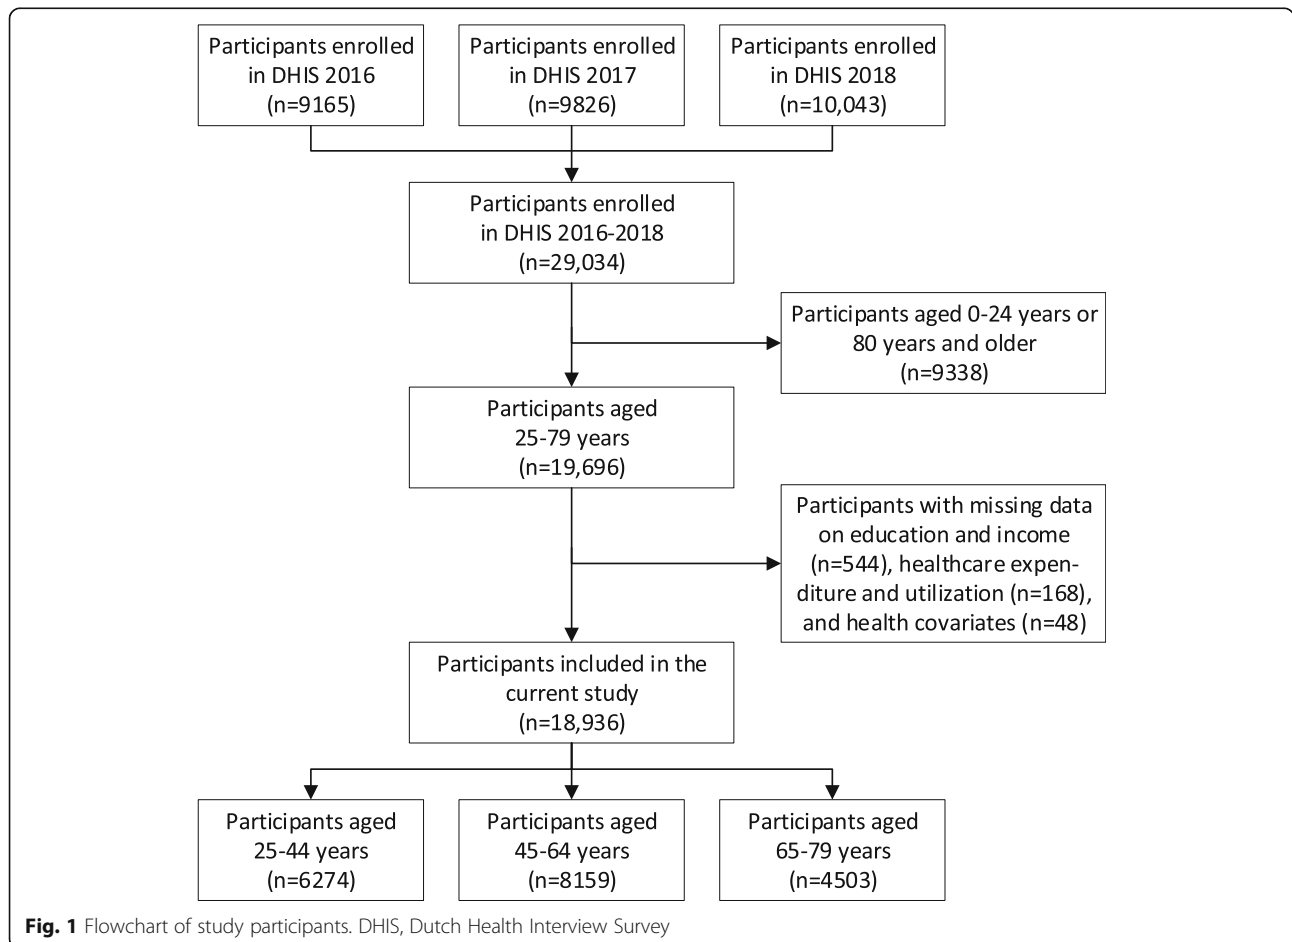 Participants enrolled
in DHIS 2016
(n=9165)
Participants enrolled
in DHIS 2017
(n=9826)
Participants enrolled
in DHIS 2018
(n=10,043)
Participants enrolled
in DHIS 2016-2018
(n=29,034)
Participants aged 0-24 years or
80 years and older
(n=9338)
Participants aged
25-79 years
(n=19,696)
Participants with missing data
on education and income
(n=544), healthcare expen-
diture and utilization (n=168),
and health covariates (n=48)
Participants included in the
current study
(n=18,936)
Participants aged
25-44 years
(n=6274)
Participants aged
45-64 years
(n=8159)
Participants aged
65-79 years
(n=4503)
Fig. 1 Flowchart of study participants. DHIS, Dutch Health Interview Survey